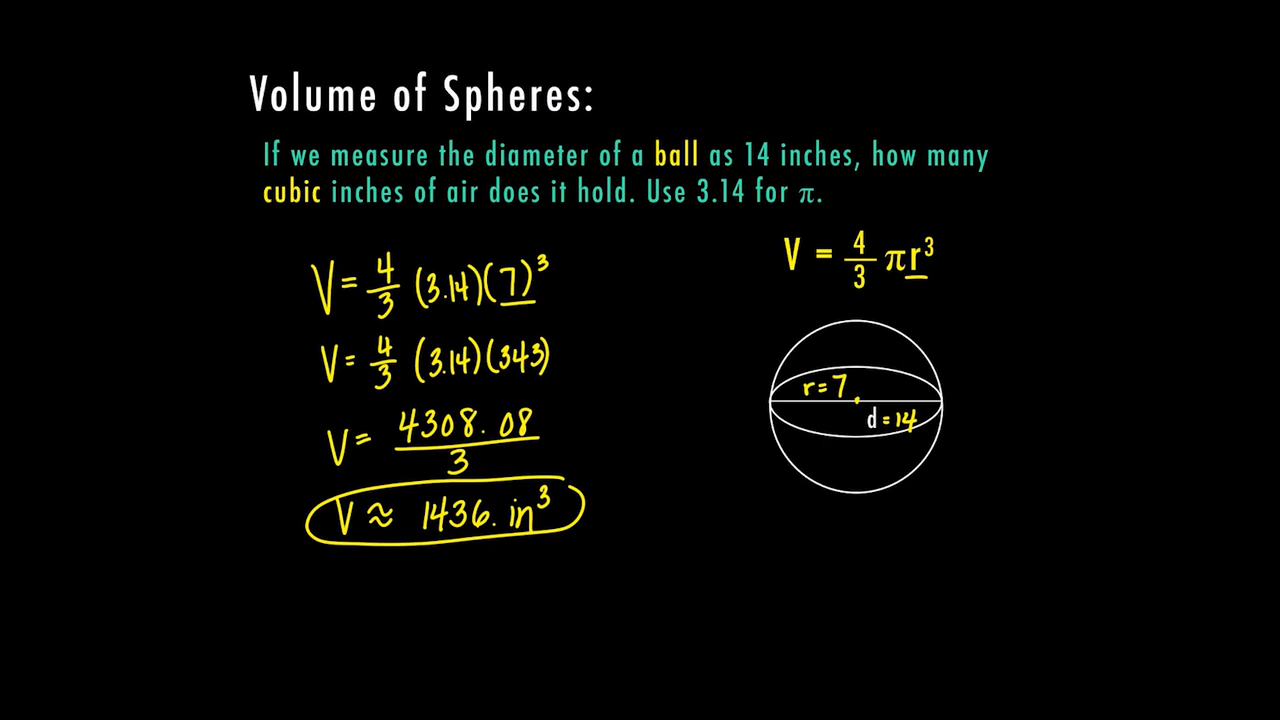 Volume of Spheres:
If we measure the diameter of a ball as 14 inches, how many
cubic inches of air does it hold. Use 3.14 for π.
V = 4/3 πr³
V = 4/3 (3.14)(7)³
V = 4/3 (3.14)(343)
V = 4308.08/3
V ≈ 1436. in³
r=7
d=14